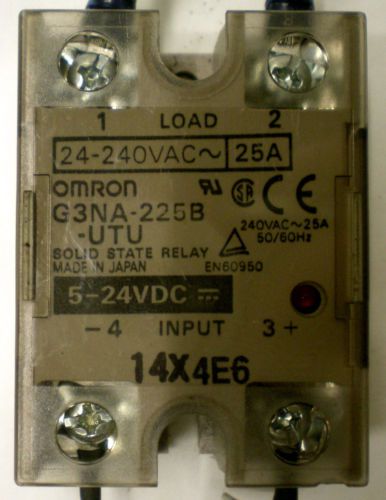 1 LOAD 2
24-240VAC~ 25A
OMRON
G3NA-225B
-UTU
240VAC~25A
50/60Hz
SOLID STATE RELAY
MADE IN JAPAN EN60950
5-24VDC
-4 INPUT 3+
14X4E6